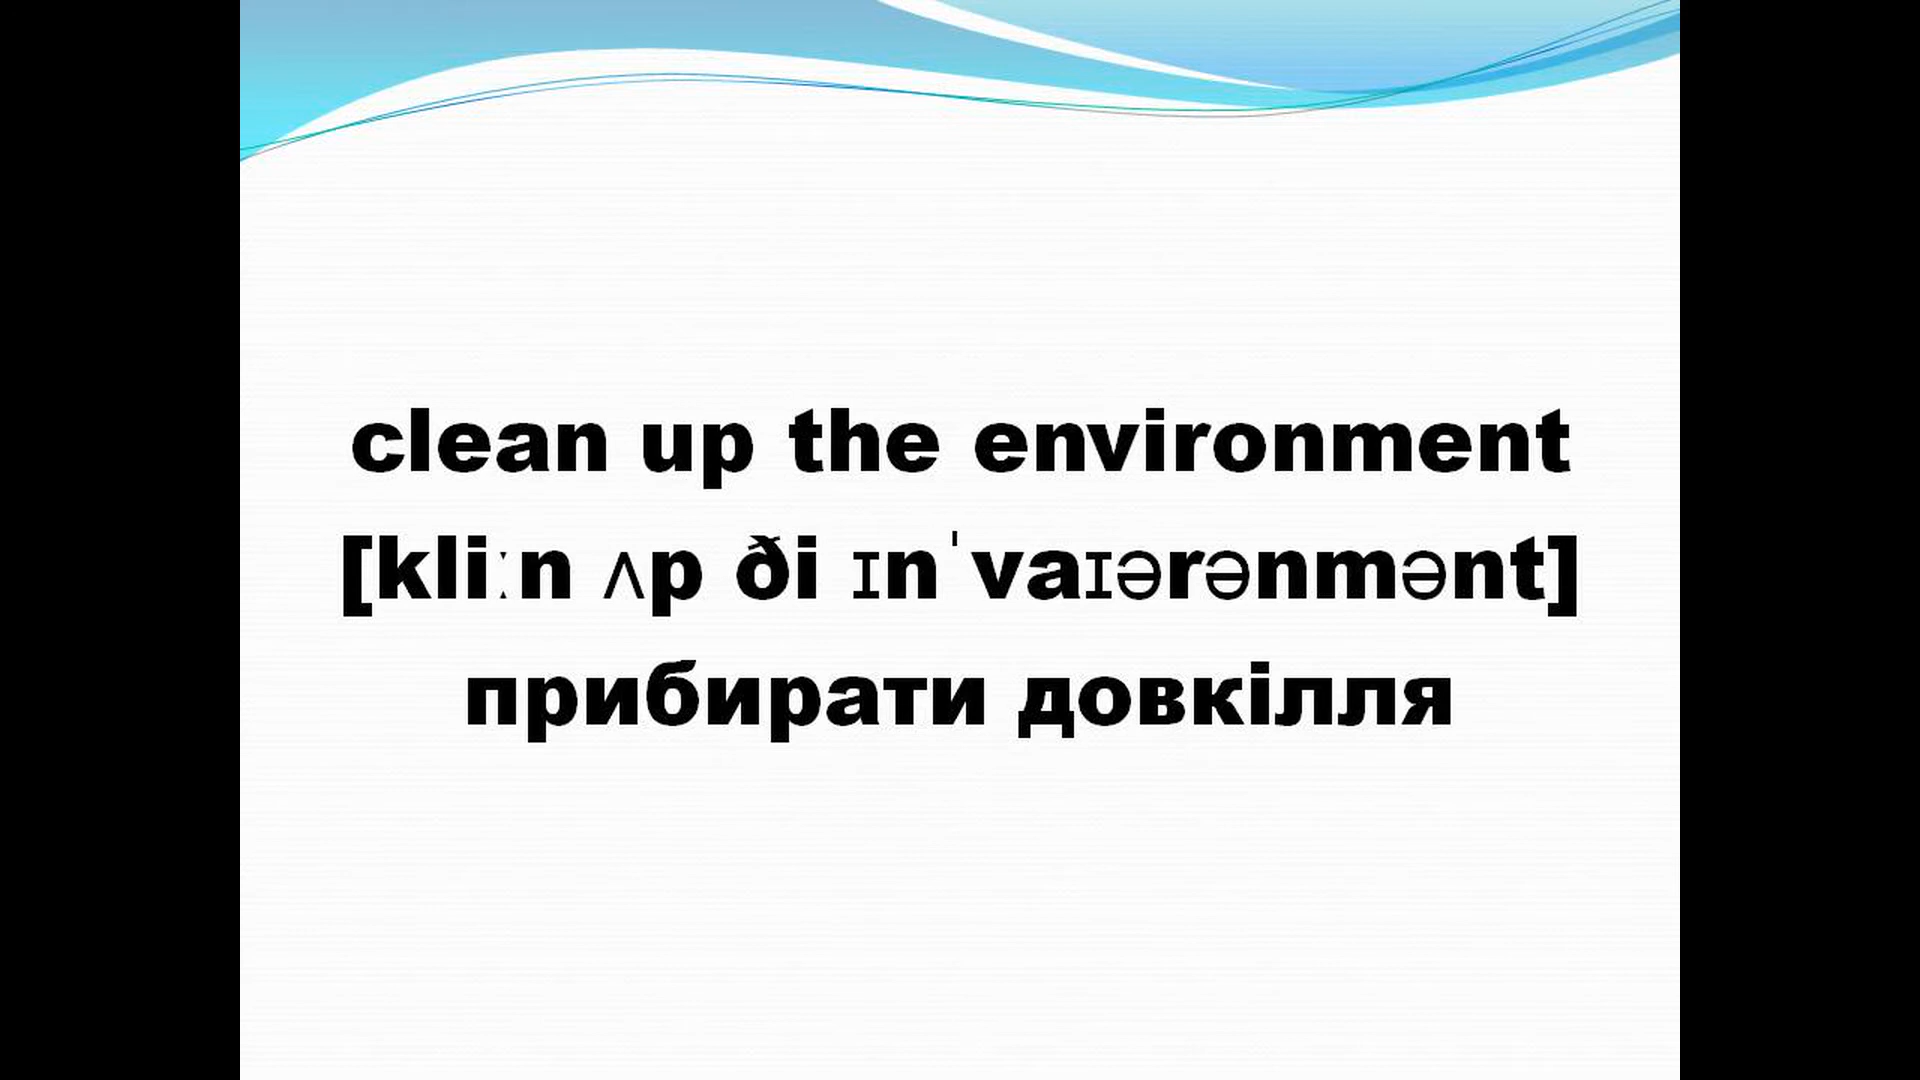 clean up the environment
[kliːn ʌp ði ɪnˈvaɪərənmənt]
прибирати довкілля